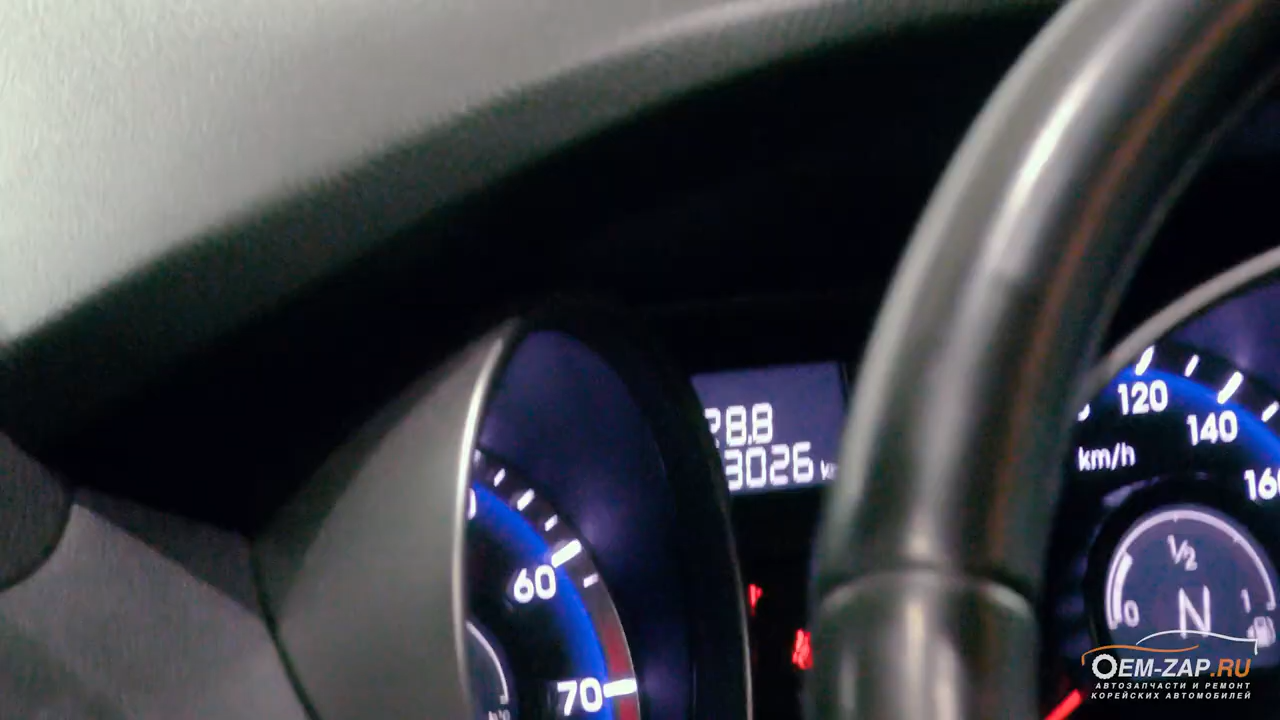 28.8
3026
60
70
120
140
160
km/h
1/2
0
N
1
OEM-ZAP.RU
АВТОЗАПЧАСТИ И РЕМОНТ
КОРЕЙСКИХ АВТОМОБИЛЕЙ